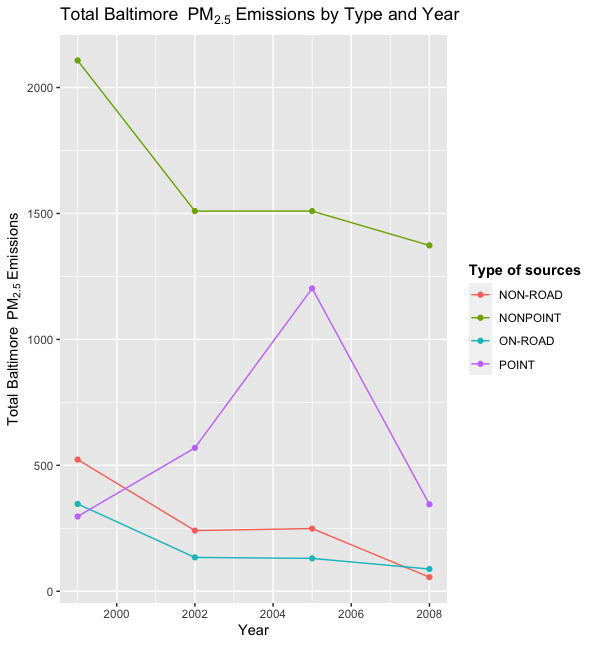 Total Baltimore PM2.5 Emissions by Type and Year
Total Baltimore PM2.5 Emissions
2000
1500
1000
500
0
2000 2002 2004 2006 2008
Year
Type of sources
NON-ROAD
NONPOINT
ON-ROAD
POINT